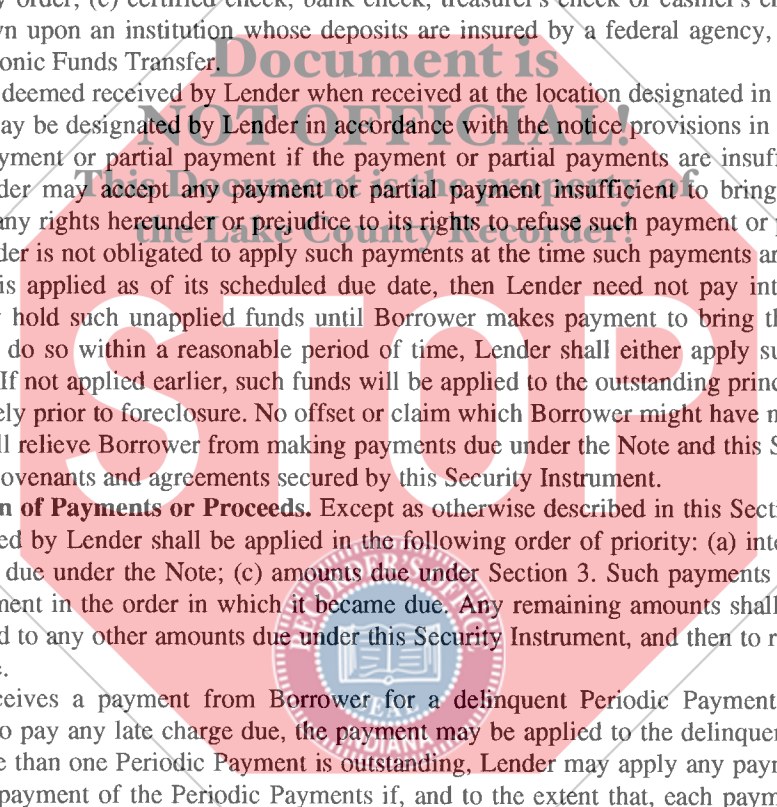 y order, (c) certified check, bank check, treasurer's check or cashier's ch
vn upon an institution whose deposits are insured by a federal agency,
onic Funds Transfer.
Document is
deemed received by Lender when received at the location designated in
ay be designated by Lender in accordance with the notice provisions in
NOT OFFICIAL!
yment or partial payment if the payment or partial payments are insuff
der may accept any payment or partial payment insufficient to bring
This Document is the property of
any rights hereunder or prejudice to its rights to refuse such payment or p
the Lake County Recorder!
der is not obligated to apply such payments at the time such payments ar
is applied as of its scheduled due date, then Lender need not pay int
y hold such unapplied funds until Borrower makes payment to bring th
STOP
do so within a reasonable period of time, Lender shall either apply su
If not applied earlier, such funds will be applied to the outstanding princ
ely prior to foreclosure. No offset or claim which Borrower might have n
ll relieve Borrower from making payments due under the Note and this S
ovenants and agreements secured by this Security Instrument.
n of Payments or Proceeds. Except as otherwise described in this Secti
ed by Lender shall be applied in the following order of priority: (a) inte
due under the Note; (c) amounts due under Section 3. Such payments
ment in the order in which it became due. Any remaining amounts shall
d to any other amounts due under this Security Instrument, and then to r
e.
RECORDER'S OFFICE
SEAL
INDIANA
ceives a payment from Borrower for a delinquent Periodic Payment
o pay any late charge due, the payment may be applied to the delinque
e than one Periodic Payment is outstanding, Lender may apply any payn
payment of the Periodic Payments if, and to the extent that, each paym